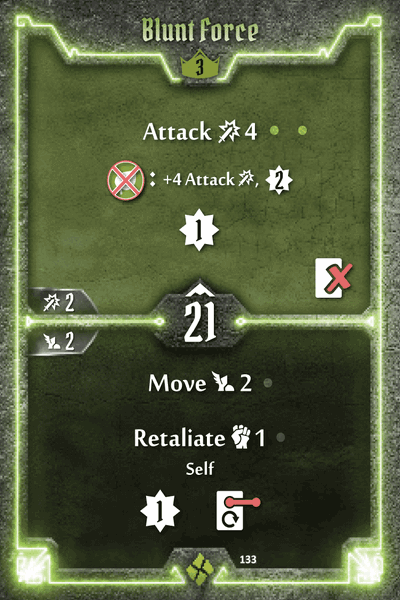 Blunt Force
3
Attack 4
: +4 Attack , 2
1
2
21
2
Move 2
Retaliate 1
Self
1
133